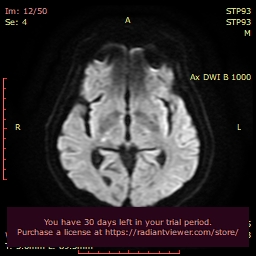 Im: 12/50
Se: 4
STP93
STP93
M
A
Ax DWI B 1000
R
L
You have 30 days left in your trial period.
Purchase a license at https://radiantviewer.com/store/